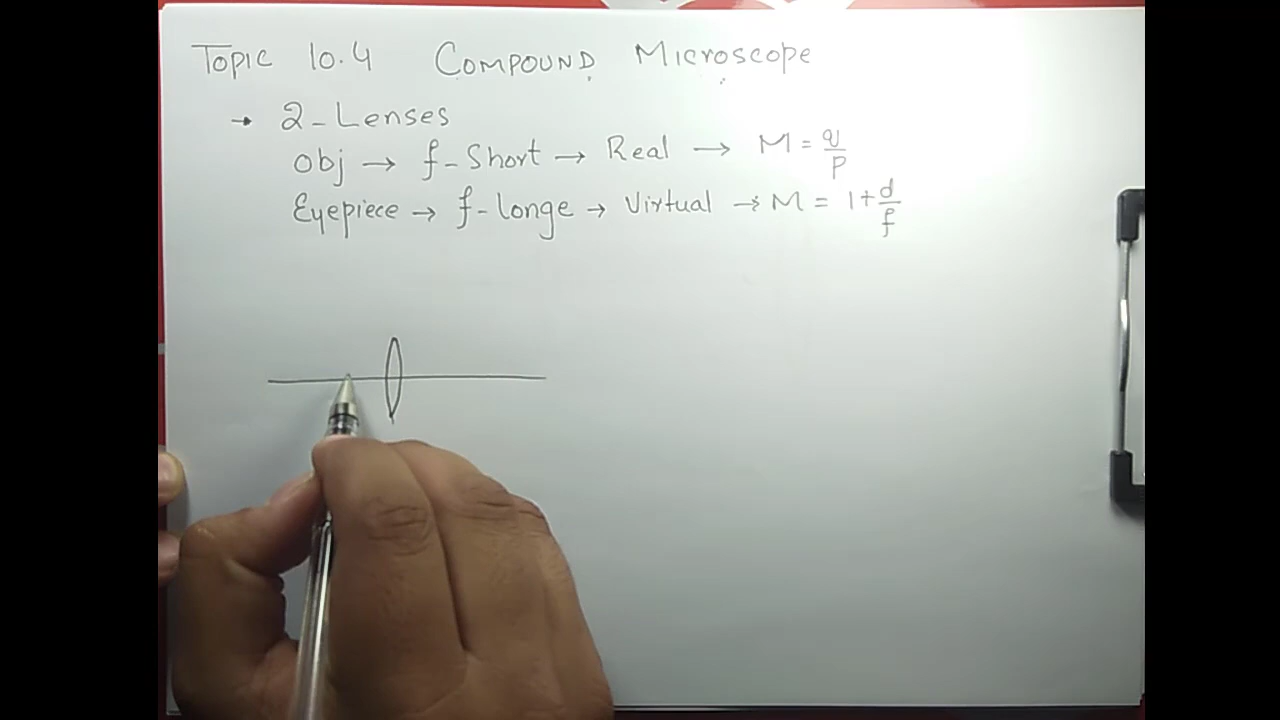 Topic 10.4 Compound Microscope
→ 2-Lenses
Obj → f-Short → Real → M = q/p
Eyepiece → f-longe → Virtual → M = 1+d/f